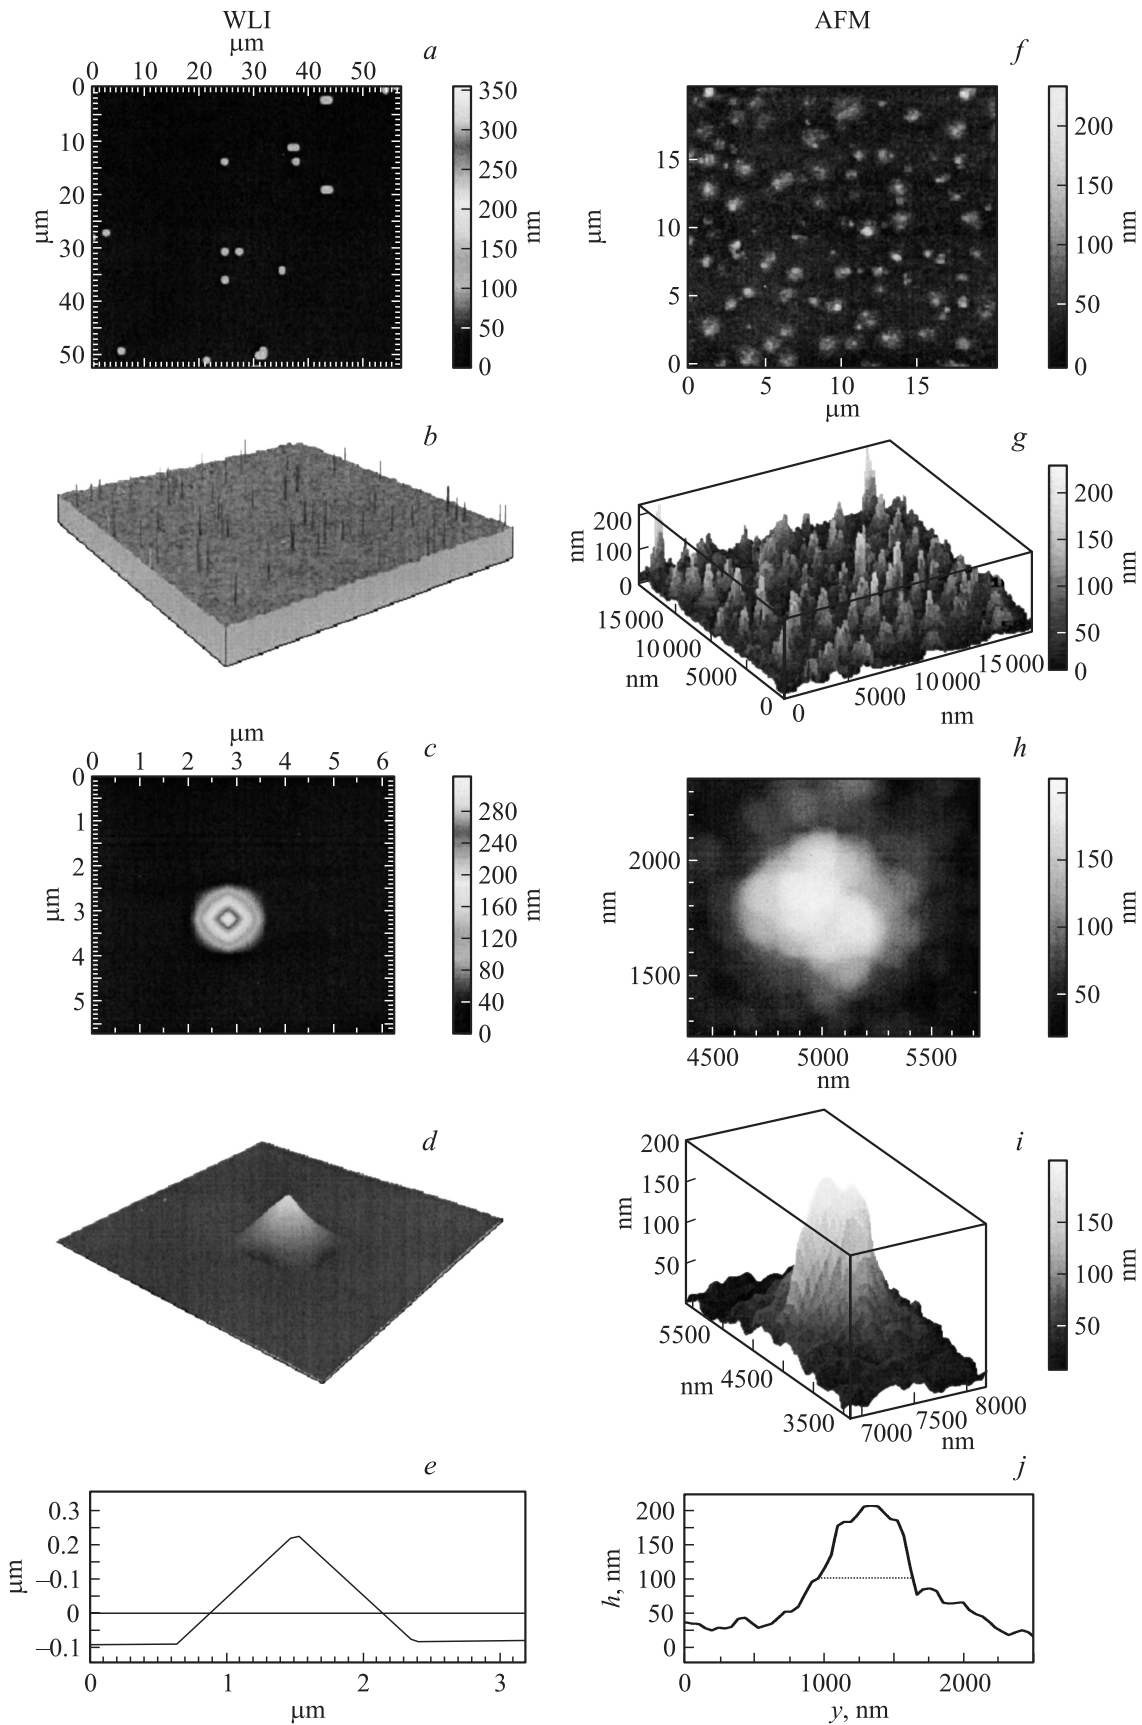 WLI
AFM
μm
a
0 10 20 30 40 50
0
10
20
30
40
50
μm
350
300
250
200
150
100
50
0
nm
f
15
10
5
0
μm
0 5 10 15
μm
200
150
100
50
0
nm
b
g
200
100
0
nm
15 000
10 000
5000
0
nm
0
5000
10 000
15 000
nm
200
150
100
50
0
nm
μm
c
0 1 2 3 4 5 6
0
1
2
3
4
5
μm
280
240
200
160
120
80
40
0
nm
h
2000
1500
nm
4500 5000 5500
nm
150
100
50
nm
d
i
200
150
100
50
nm
5500
4500
3500
nm
7000
7500
8000
nm
150
100
50
nm
e
0.3
0.2
–0.1
0
–0.1
μm
0 1 2 3
μm
j
200
150
100
50
0
h, nm
0 1000 2000
y, nm